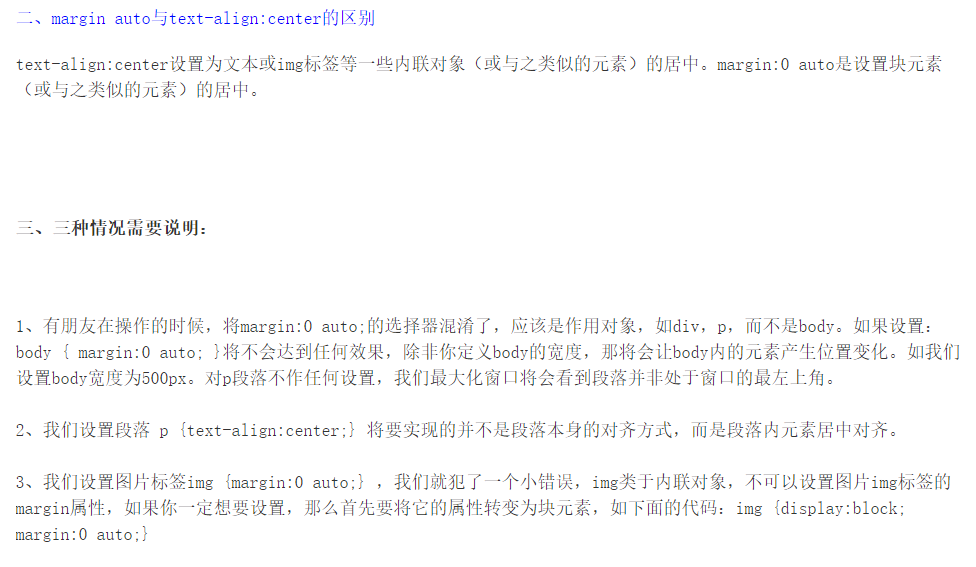 二、margin auto与text-align:center的区别
text-align:center设置为文本或img标签等一些内联对象（或与之类似的元素）的居中。margin:0 auto是设置块元素
（或与之类似的元素）的居中。
三、三种情况需要说明：
1、有朋友在操作的时候，将margin:0 auto;的选择器混淆了，应该是作用对象，如div，p，而不是body。如果设置：
body { margin:0 auto; }将不会达到任何效果，除非你定义body的宽度，那将会让body内的元素产生位置变化。如我们
设置body宽度为500px。对p段落不作任何设置，我们最大化窗口将会看到段落并非处于窗口的最左上角。
2、我们设置段落 p {text-align:center;} 将要实现的并不是段落本身的对齐方式，而是段落内元素居中对齐。
3、我们设置图片标签img {margin:0 auto;} ，我们就犯了一个小错误，img类于内联对象，不可以设置图片img标签的
margin属性，如果你一定想要设置，那么首先要将它的属性转变为块元素，如下面的代码：img {display:block;
margin:0 auto;}